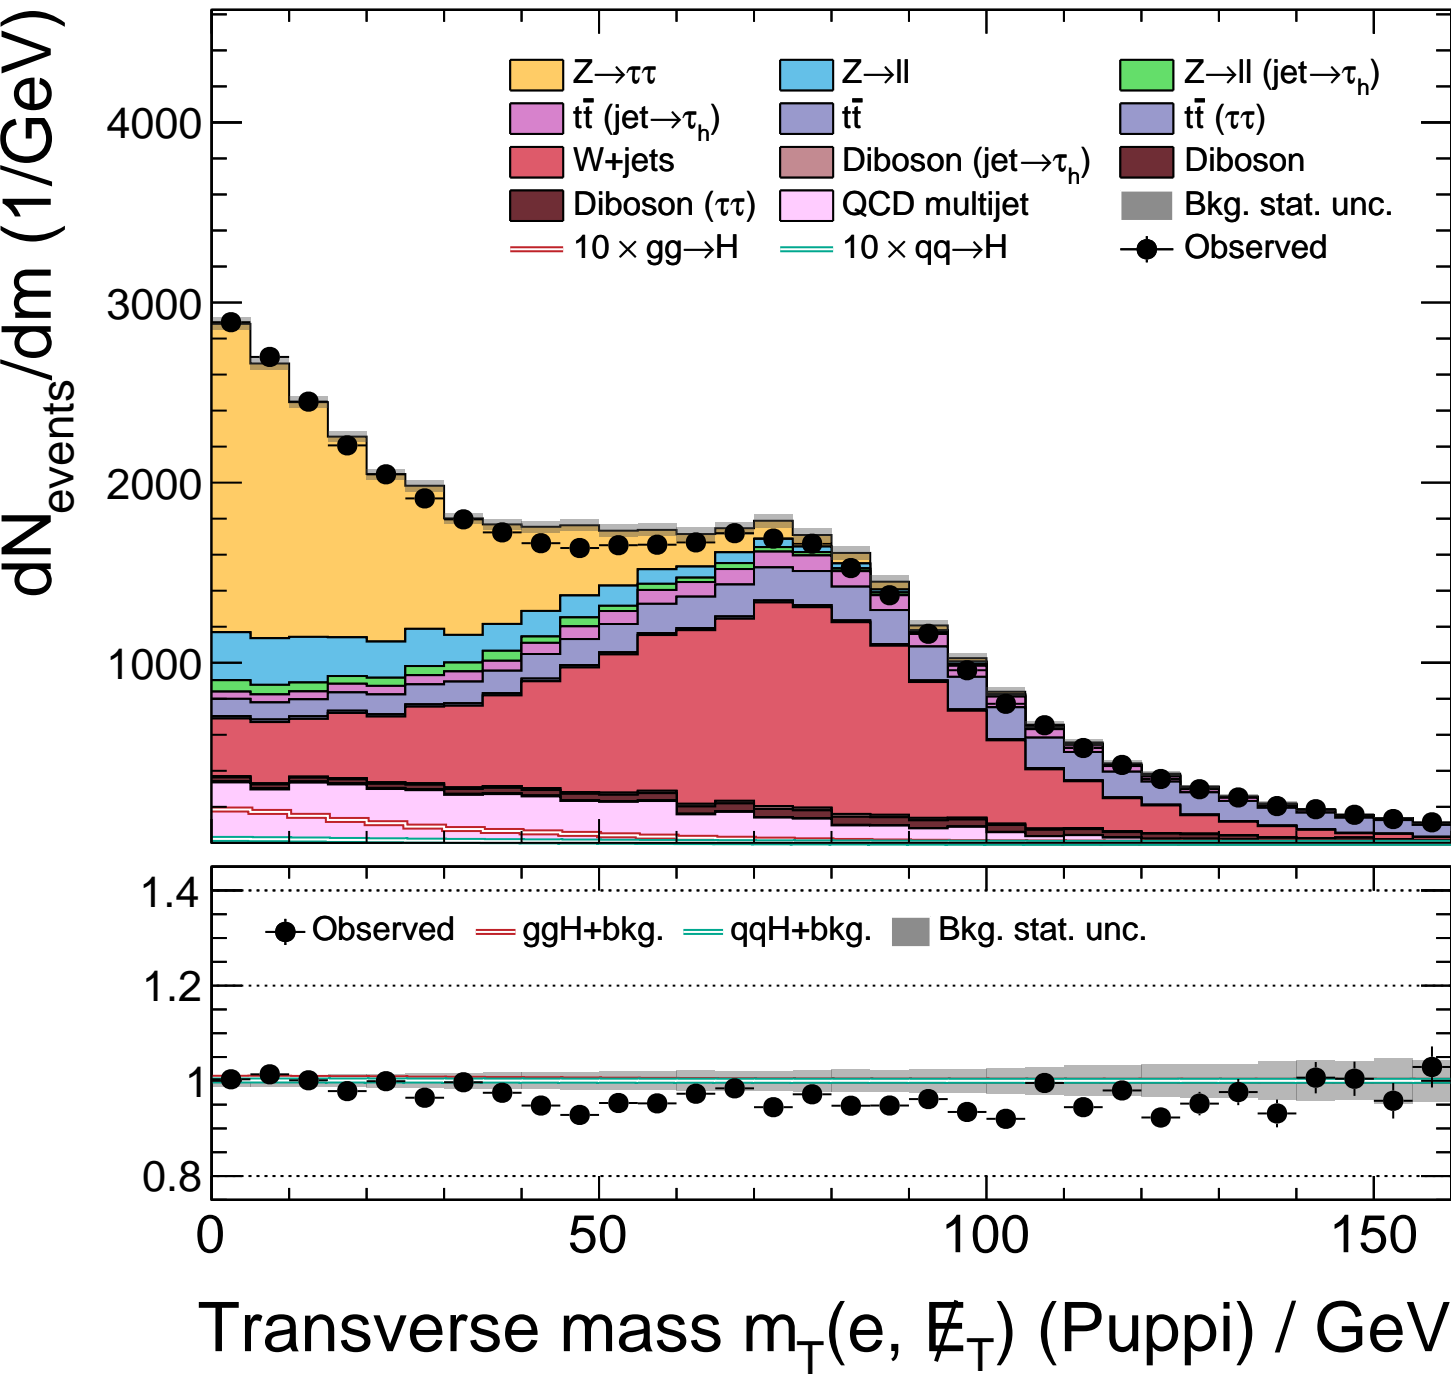 dN_events/dm (1/GeV)
4000
3000
2000
1000
Z→ττ Z→ll Z→ll (jet→τ_h)
tt̄ (jet→τ_h) tt̄ tt̄ (ττ)
W+jets Diboson (jet→τ_h) Diboson
Diboson (ττ) QCD multijet Bkg. stat. unc.
10 × gg→H 10 × qq→H Observed
1.4
1.2
1
0.8
Observed ggH+bkg. qqH+bkg. Bkg. stat. unc.
0 50 100 150
Transverse mass m_T(e, E̸_T) (Puppi) / GeV